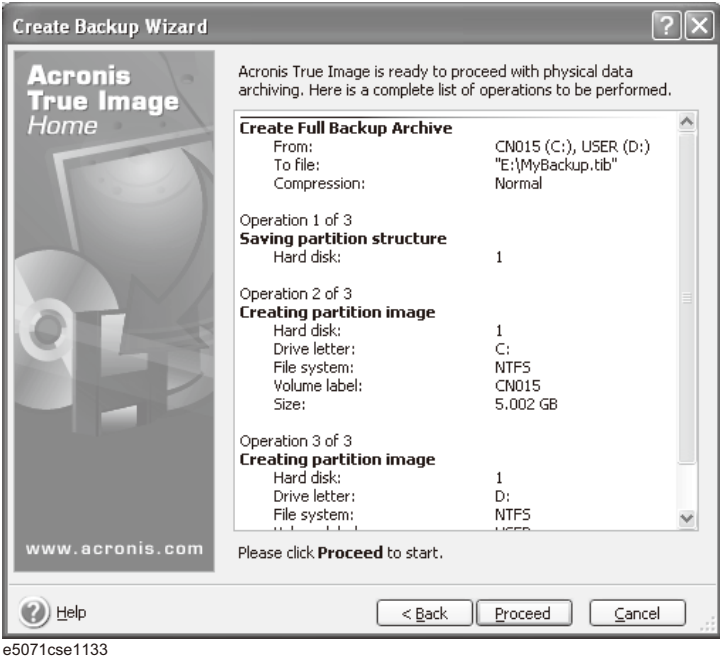 Create Backup Wizard
Acronis
True Image
Home
Acronis True Image is ready to proceed with physical data
archiving. Here is a complete list of operations to be performed.
Create Full Backup Archive
From: CN015 (C:), USER (D:)
To file: "E:\MyBackup.tib"
Compression: Normal
Operation 1 of 3
Saving partition structure
Hard disk: 1
Operation 2 of 3
Creating partition image
Hard disk: 1
Drive letter: C:
File system: NTFS
Volume label: CN015
Size: 5.002 GB
Operation 3 of 3
Creating partition image
Hard disk: 1
Drive letter: D:
File system: NTFS
www.acronis.com
Please click Proceed to start.
? Help
< Back
Proceed
Cancel
e5071cse1133